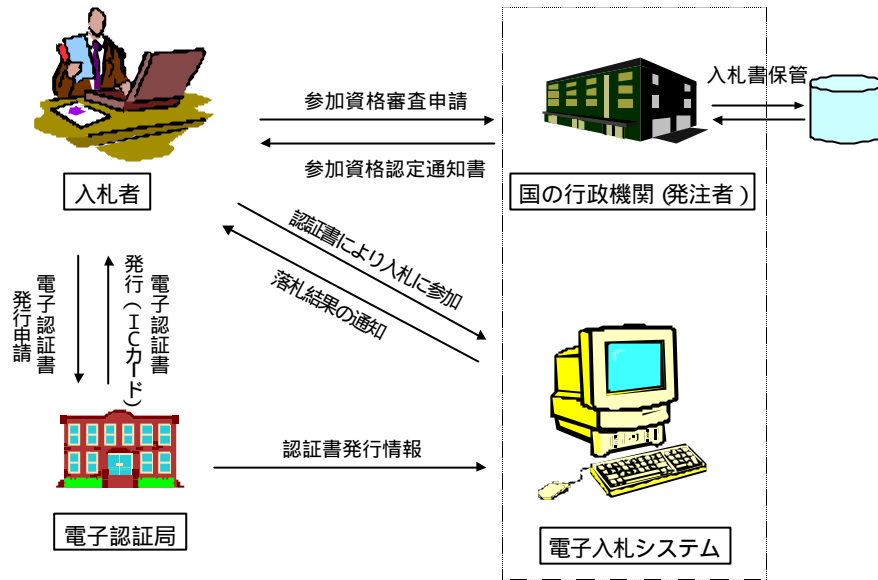 入札書保管
参加資格審査申請
参加資格認定通知書
入札者
国の行政機関(発注者)
認証書により入札に参加
落札結果の通知
電子認証書
発行申請
電子認証書
発行(ICカード)
認証書発行情報
電子認証局
電子入札システム